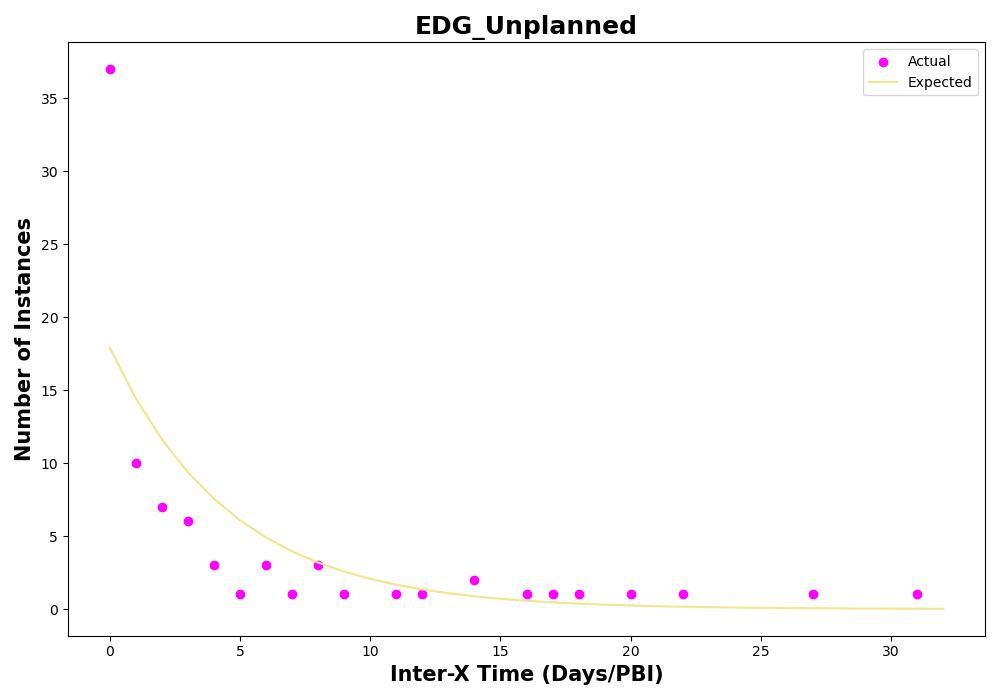 EDG_Unplanned
Actual
Expected
Number of Instances
35
30
25
20
15
10
5
0
0 5 10 15 20 25 30
Inter-X Time (Days/PBI)